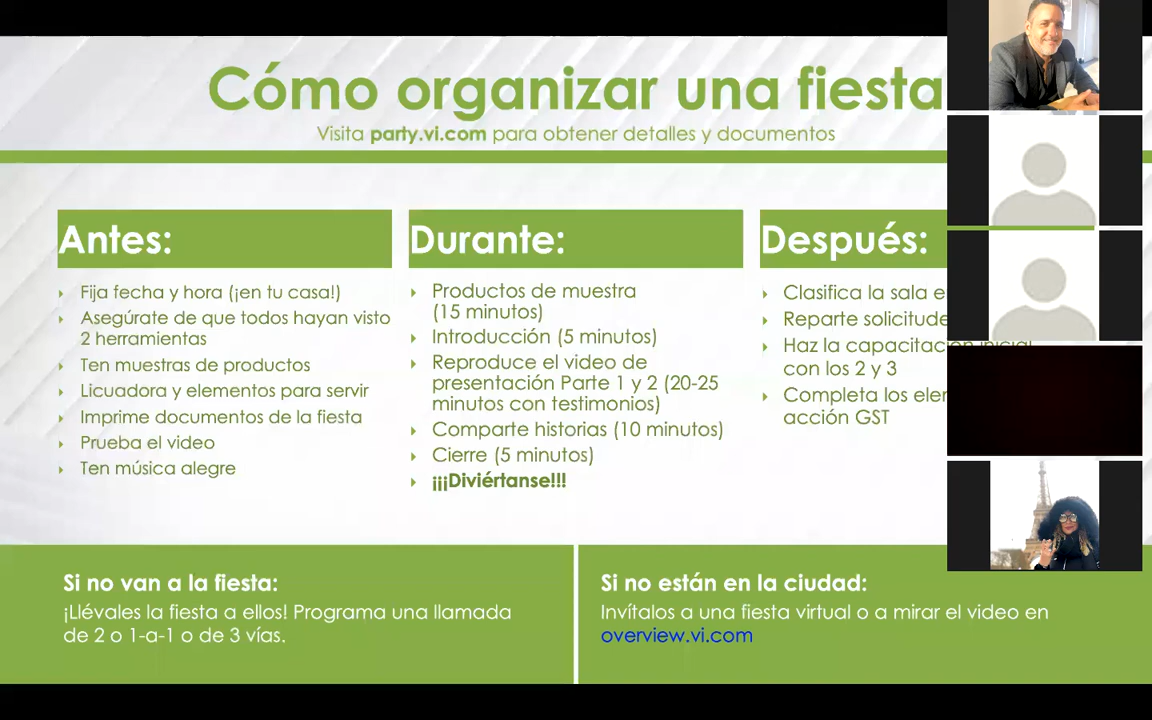 Cómo organizar una fiesta
Visita party.vi.com para obtener detalles y documentos
Antes:
Fija fecha y hora (¡en tu casa!)
Asegúrate de que todos hayan visto
2 herramientas
Ten muestras de productos
Licuadora y elementos para servir
Imprime documentos de la fiesta
Prueba el video
Ten música alegre
Durante:
Productos de muestra
(15 minutos)
Introducción (5 minutos)
Reproduce el video de
presentación Parte 1 y 2 (20-25
minutos con testimonios)
Comparte historias (10 minutos)
Cierre (5 minutos)
¡¡¡Diviértanse!!!
Después:
Clasifica la sala
Reparte
Haz la capacitación inicial
con los 2 y 3
Completa los
acción GST
Si no van a la fiesta:
¡Llévales la fiesta a ellos! Programa una llamada
de 2 o 1-a-1 o de 3 vías.
Si no están en la ciudad:
Invítalos a una fiesta virtual o a mirar el video en
overview.vi.com